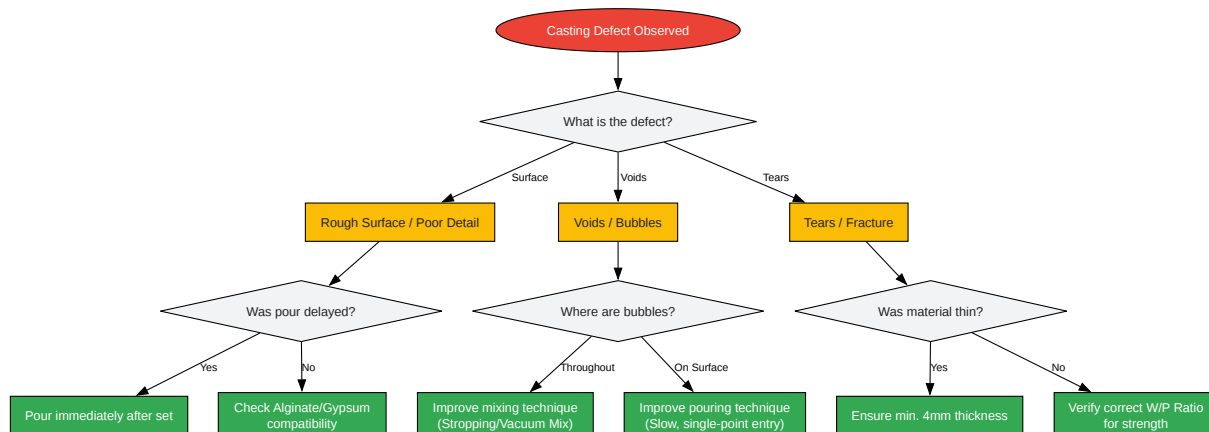 Casting Defect Observed
What is the defect?
Surface
Voids
Tears
Rough Surface / Poor Detail
Voids / Bubbles
Tears / Fracture
Was pour delayed?
Where are bubbles?
Was material thin?
Yes
No
Throughout
On Surface
Yes
No
Pour immediately after set
Check Alginate/Gypsum
compatibility
Improve mixing technique
(Stropping/Vacuum Mix)
Improve pouring technique
(Slow, single-point entry)
Ensure min. 4mm thickness
Verify correct W/P Ratio
for strength